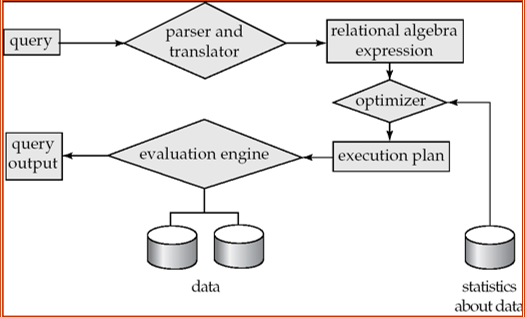 query
parser and
translator
relational algebra
expression
optimizer
query
output
evaluation engine
execution plan
data
statistics
about data